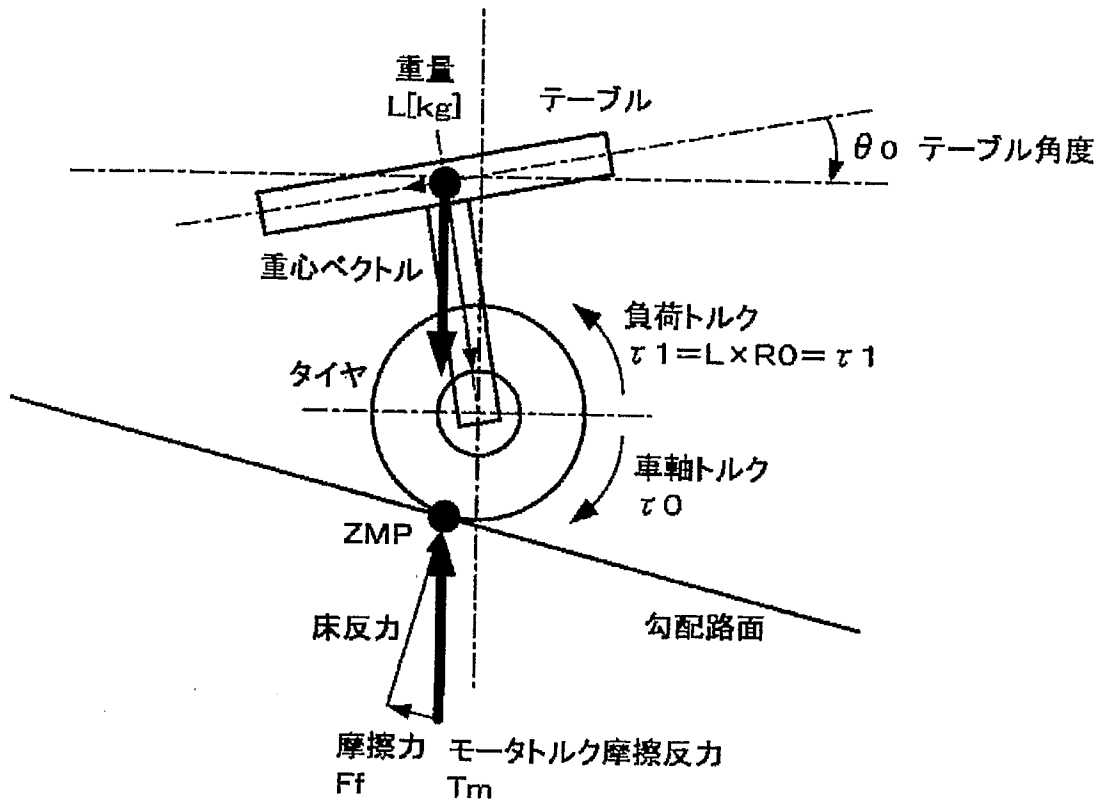 重量
L[kg]
テーブル
θ0 テーブル角度
重心ベクトル
負荷トルク
τ1=L×R0=τ1
タイヤ
車軸トルク
τ0
ZMP
床反力
勾配路面
摩擦力 モータトルク摩擦反力
Ff Tm